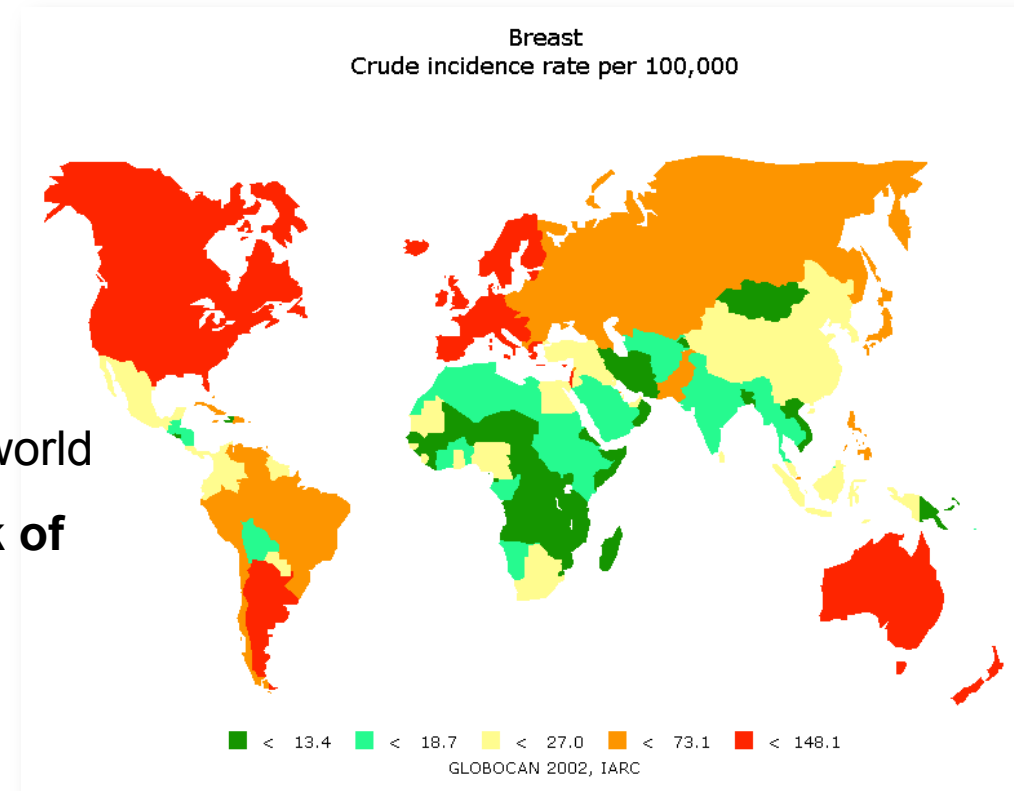 Breast
Crude incidence rate per 100,000
world
of
< 13.4 < 18.7 < 27.0 < 73.1 < 148.1
GLOBOCAN 2002, IARC